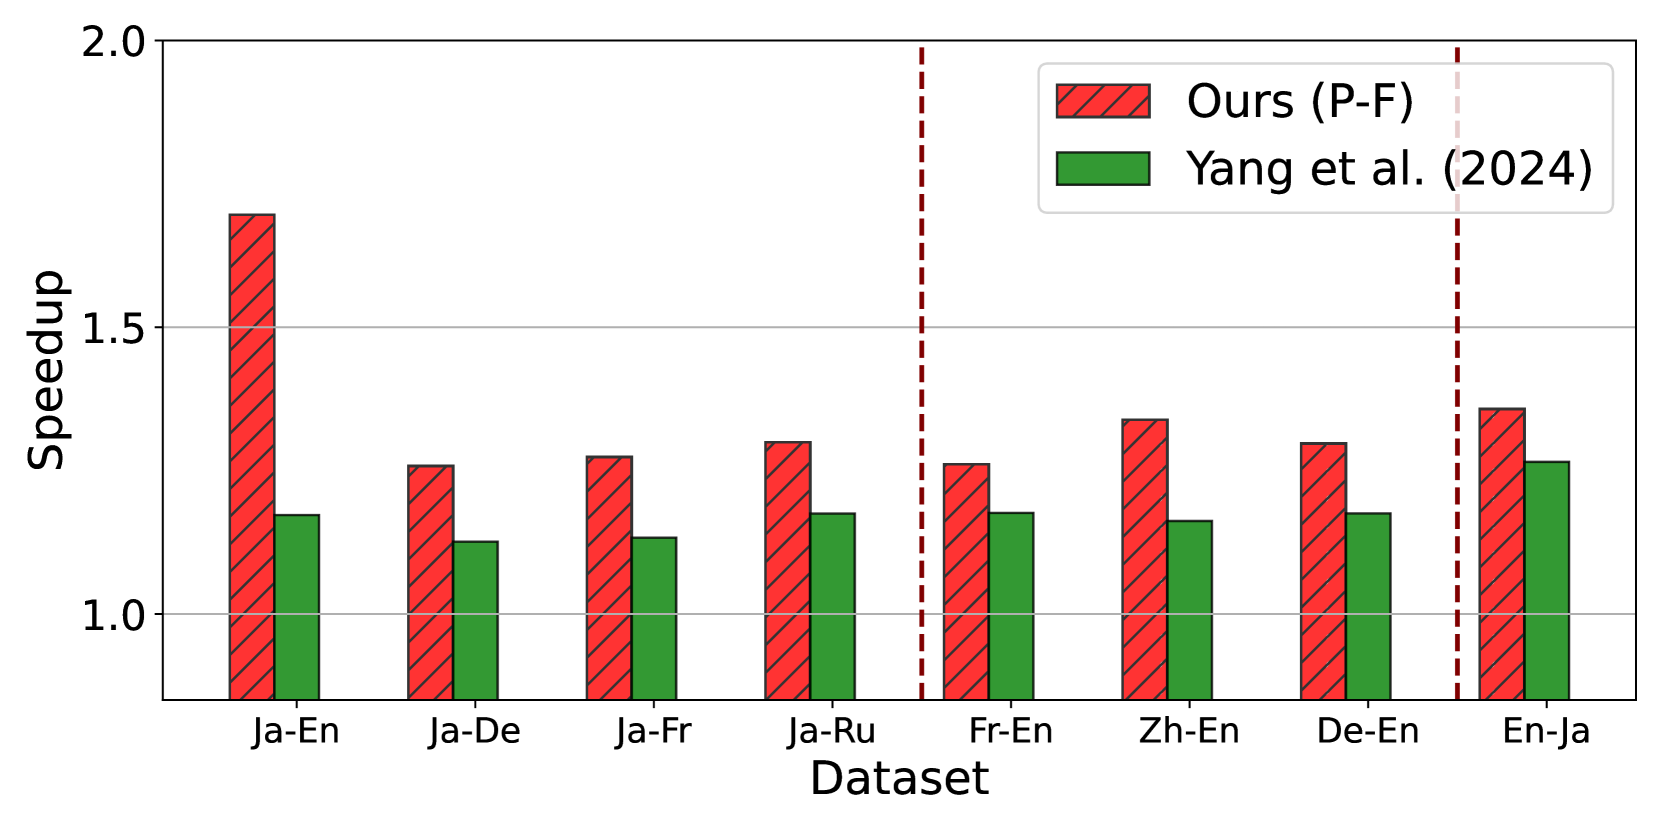 2.0
1.5
1.0
Speedup
Ours (P-F)
Yang et al. (2024)
Ja-En Ja-De Ja-Fr Ja-Ru Fr-En Zh-En De-En En-Ja
Dataset